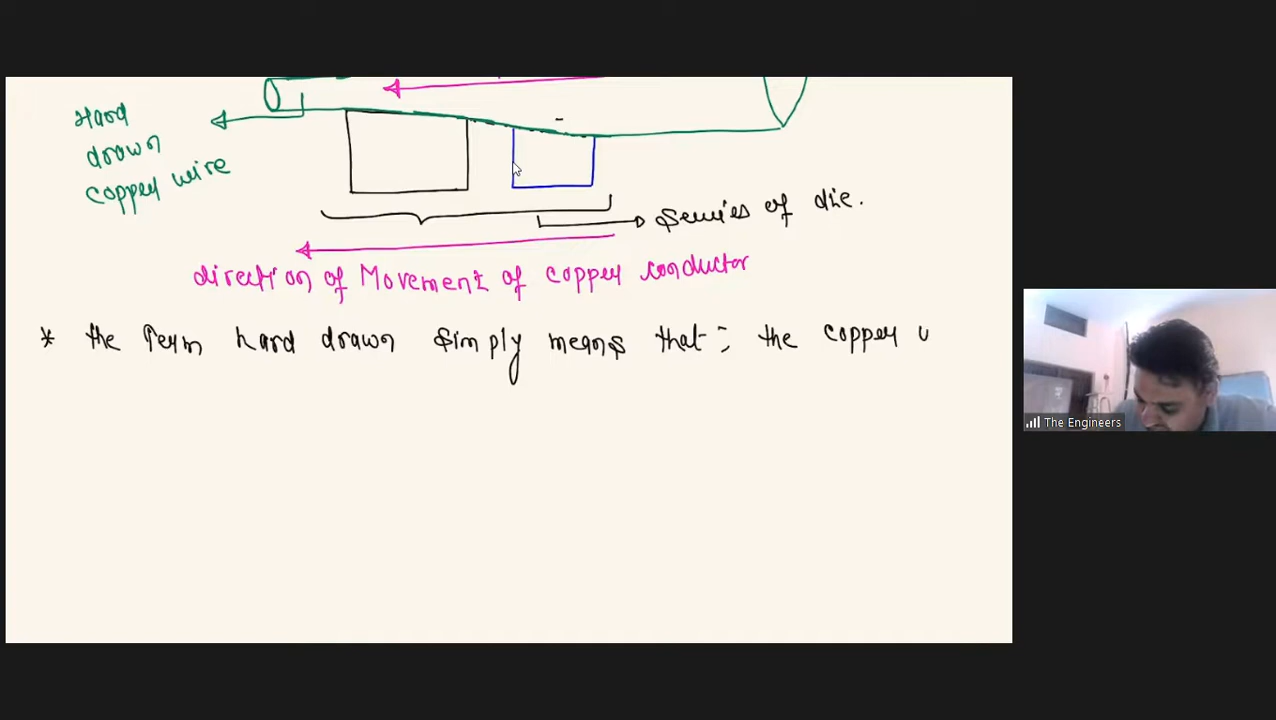 Hard
drawn
copper wire
Series of die.
direction of Movement of copper conductor
* the Term hard drawn simply means that :- the copper
The Engineers